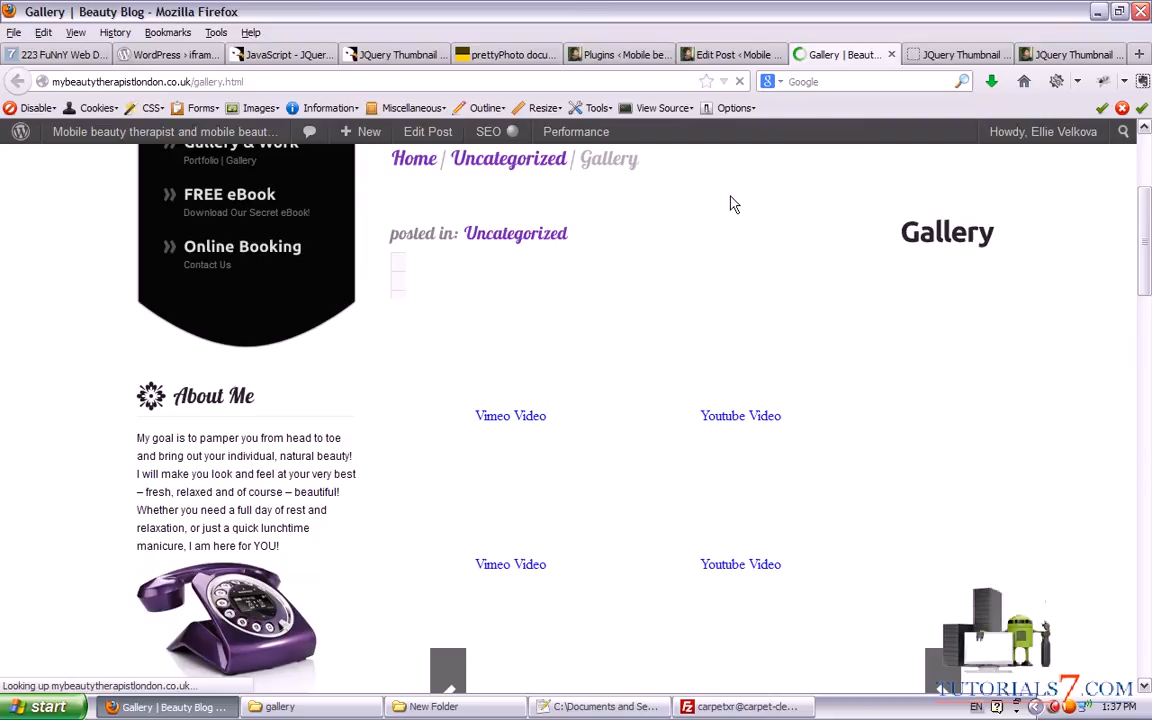 Gallery | Beauty Blog - Mozilla Firefox
File Edit View History Bookmarks Tools Help
223 FuNnY Web D... WordPress › ifram... JavaScript - JQuer... JQuery Thumbnail ... prettyPhoto docu... Plugins ‹ Mobile be... Edit Post ‹ Mobile ... Gallery | Beaut... JQuery Thumbnail ... JQuery Thumbnail ...
mybeautytherapistlondon.co.uk/gallery.html Google
Disable Cookies CSS Forms Images Information Miscellaneous Outline Resize Tools View Source Options
Mobile beauty therapist and mobile beaut... New Edit Post SEO Performance Howdy, Ellie Velkova
Gallery & Work
Portfolio | Gallery
FREE eBook
Download Our Secret eBook!
Online Booking
Contact Us
Home / Uncategorized / Gallery
posted in: Uncategorized
Gallery
Vimeo Video Youtube Video
Vimeo Video Youtube Video
About Me
My goal is to pamper you from head to toe
and bring out your individual, natural beauty!
I will make you look and feel at your very best
– fresh, relaxed and of course – beautiful!
Whether you need a full day of rest and
relaxation, or just a quick lunchtime
manicure, I am here for YOU!
TUTORIALS7.COM
Looking up mybeautytherapistlondon.co.uk...
start Gallery | Beauty Blog ... gallery New Folder C:\Documents and Se... carpetxr@carpet-cle... EN 1:37 PM